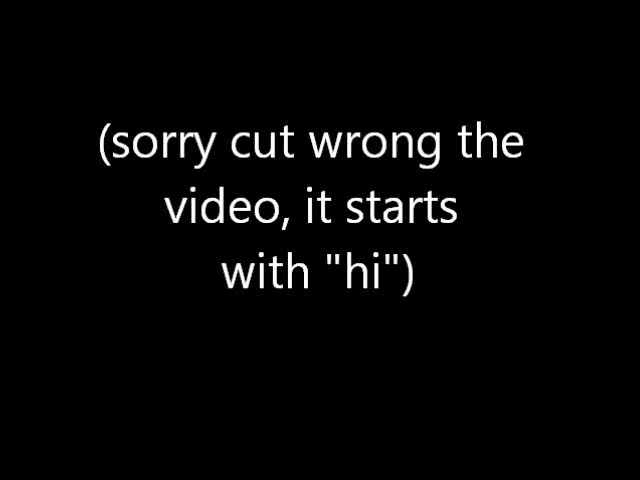 (sorry cut wrong the
video, it starts
with "hi")